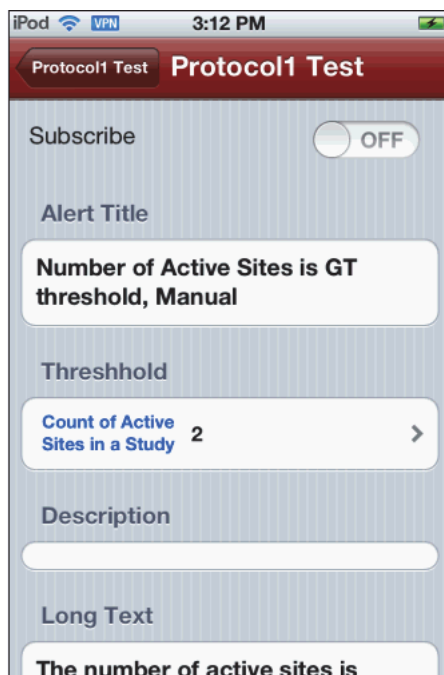 iPod VPN 3:12 PM
Protocol1 Test Protocol1 Test
Subscribe OFF
Alert Title
Number of Active Sites is GT
threshold, Manual
Threshhold
Count of Active
Sites in a Study 2
Description
Long Text
The number of active sites is